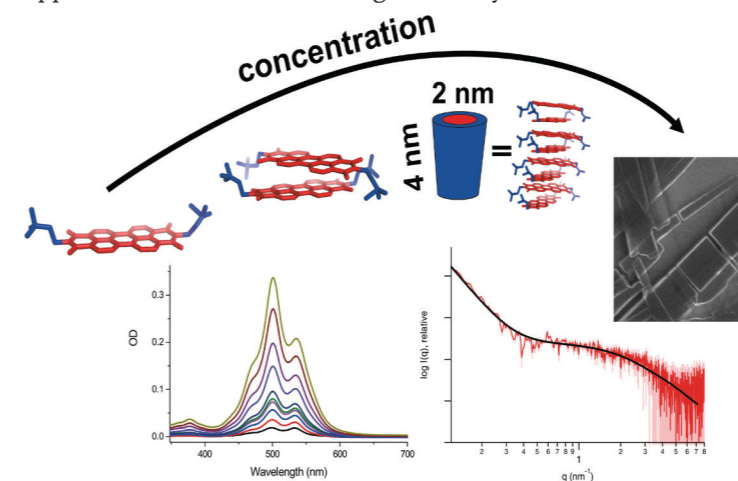 concentration
2 nm
4 nm
=
0.3
0.2
0.1
0.0
OD
400 500 600 700
Wavelength (nm)
log I(q), relative
2 3 4 5 6 7 8 9 1 2 3 4 5 6 7 8
q (nm⁻¹)